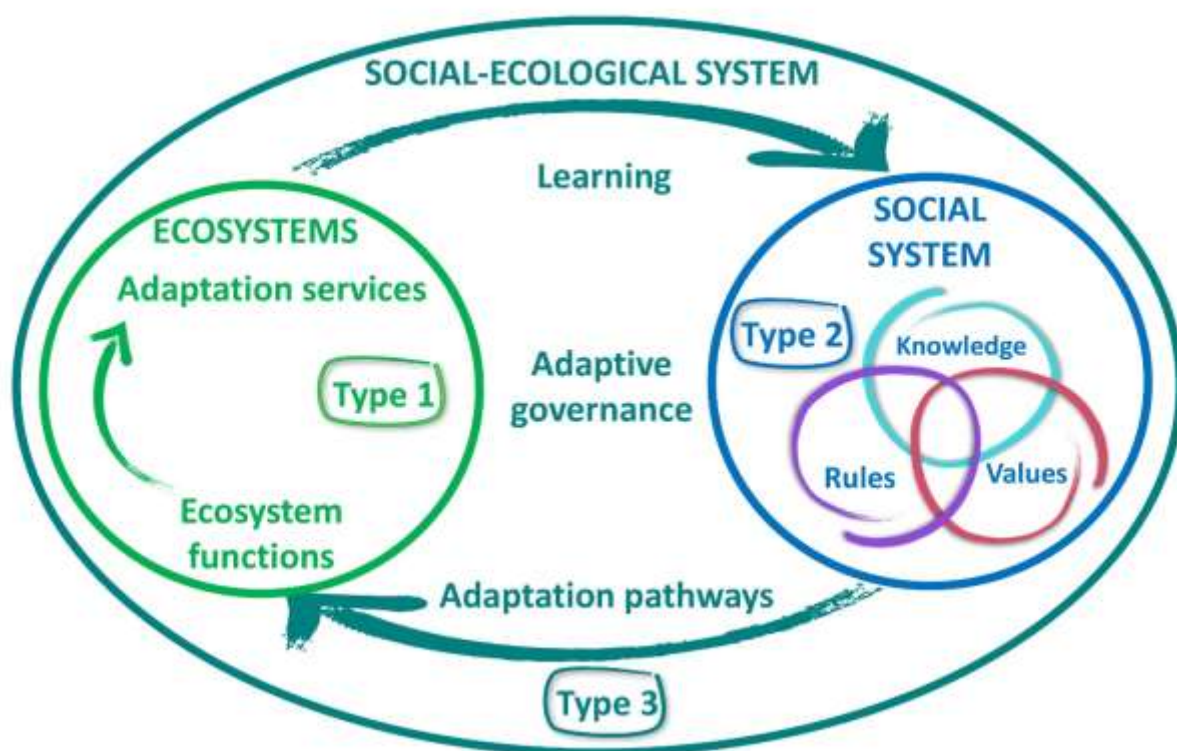 SOCIAL-ECOLOGICAL SYSTEM
Learning
ECOSYSTEMS
Adaptation services
Type 1
Ecosystem
functions
Adaptive
governance
SOCIAL
SYSTEM
Type 2
Knowledge
Rules
Values
Adaptation pathways
Type 3